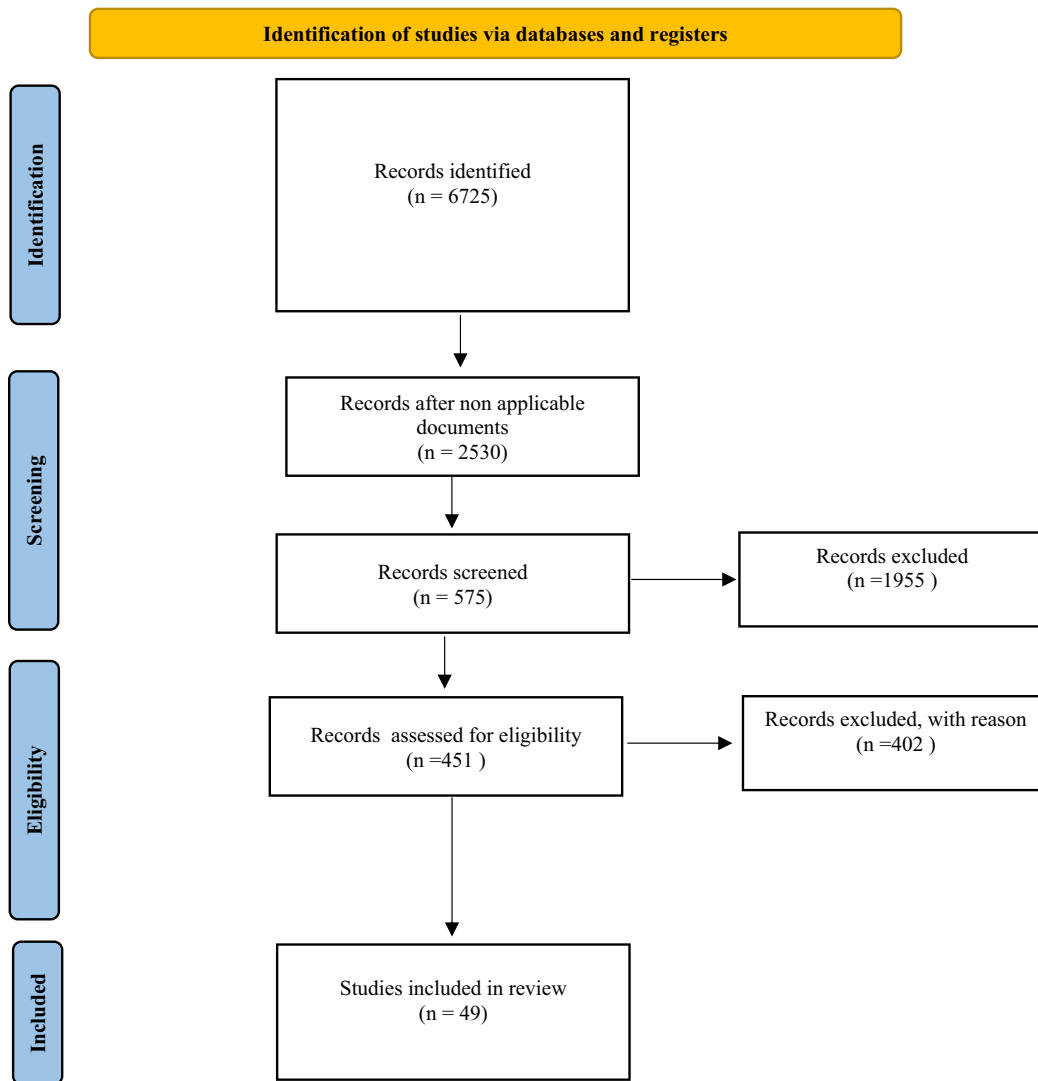 Identification of studies via databases and registers
Identification
Records identified
(n = 6725)
Screening
Records after non applicable
documents
(n = 2530)
Records screened
(n = 575)
Records excluded
(n =1955 )
Eligibility
Records  assessed for eligibility
(n =451 )
Records excluded, with reason
(n =402 )
Included
Studies included in review
(n = 49)